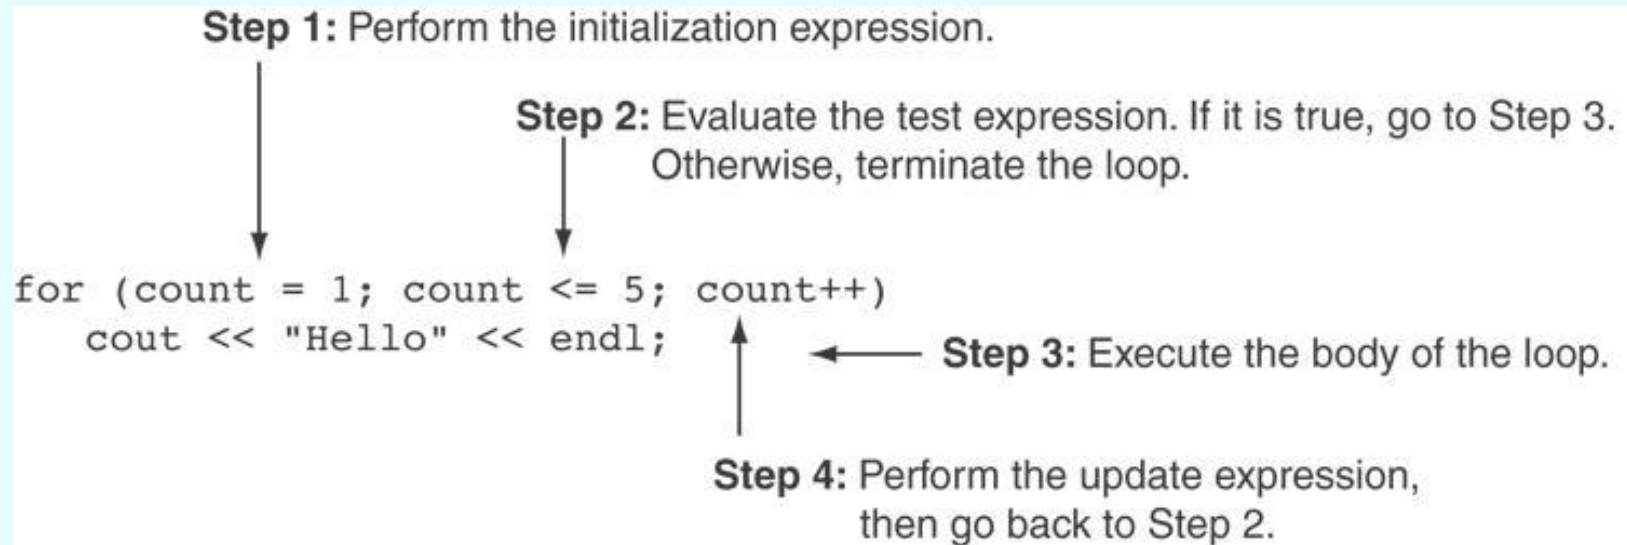 Step 1: Perform the initialization expression.
Step 2: Evaluate the test expression. If it is true, go to Step 3.
Otherwise, terminate the loop.
for (count = 1; count <= 5; count++)
cout << "Hello" << endl;
Step 3: Execute the body of the loop.
Step 4: Perform the update expression,
then go back to Step 2.